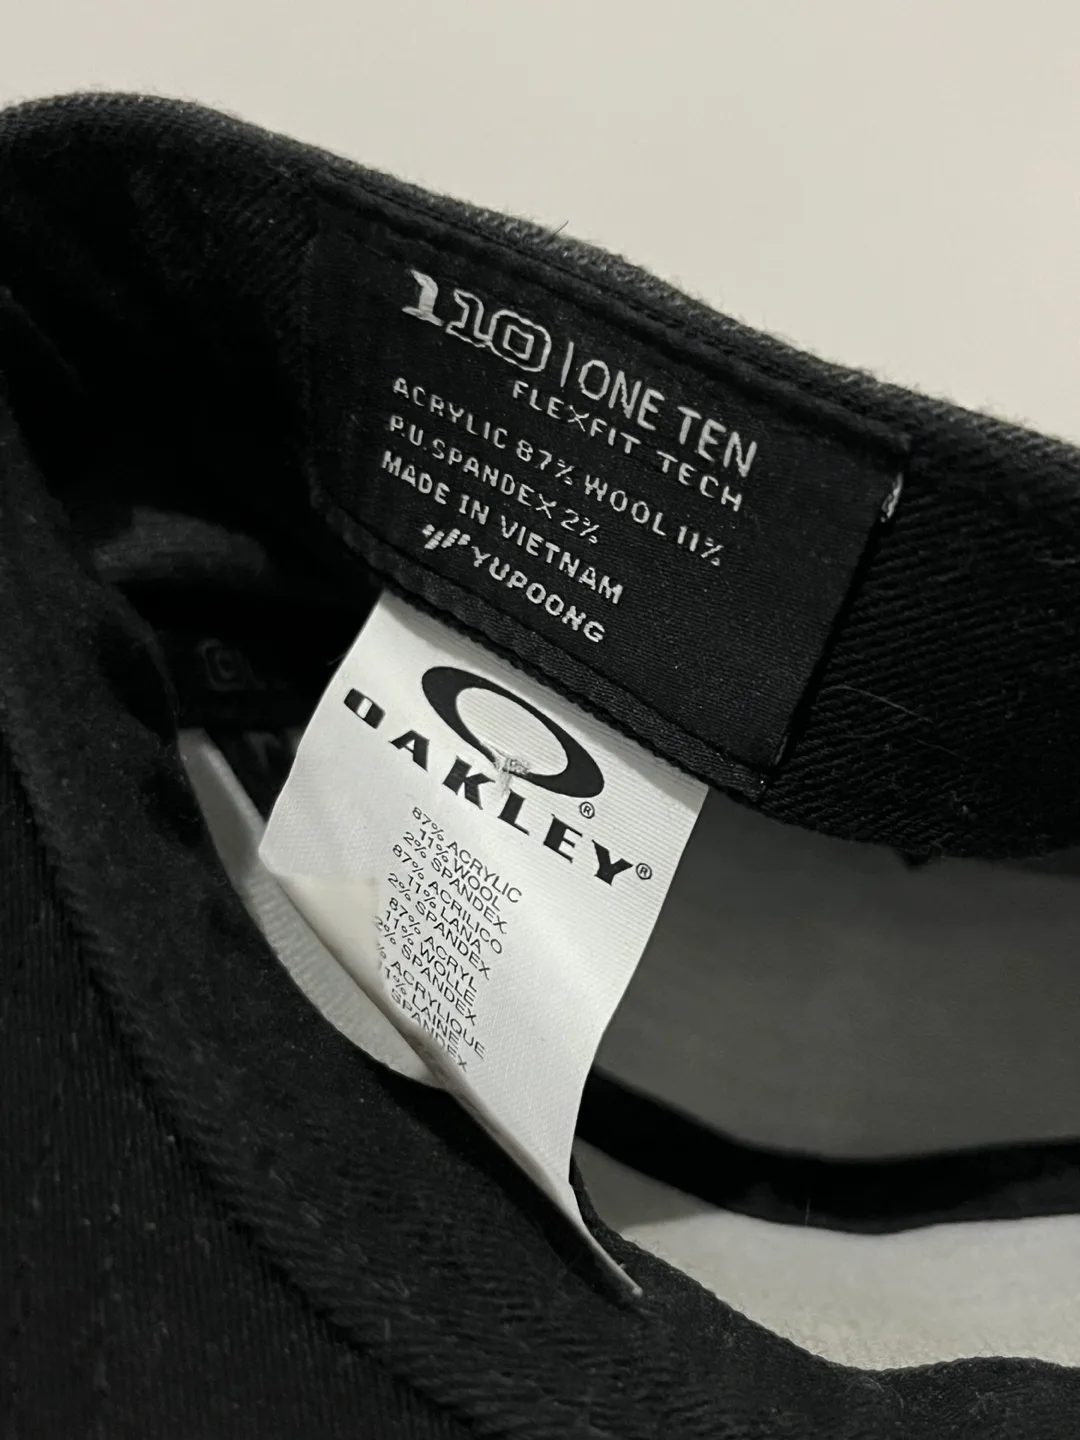 110 | ONE TEN
FLEXFIT TECH
ACRYLIC 87% WOOL 11%
P.U.SPANDEX 2%
MADE IN VIETNAM
YUPOONG
®
OAKLEY®
87% ACRYLIC
11% WOOL
2% SPANDEX
87% ACRILICO
11% LANA
2% SPANDEX
87% ACRYL
11% WOLLE
2% SPANDEX
% ACRYLIQUE
11% LAINE
SPANDEX